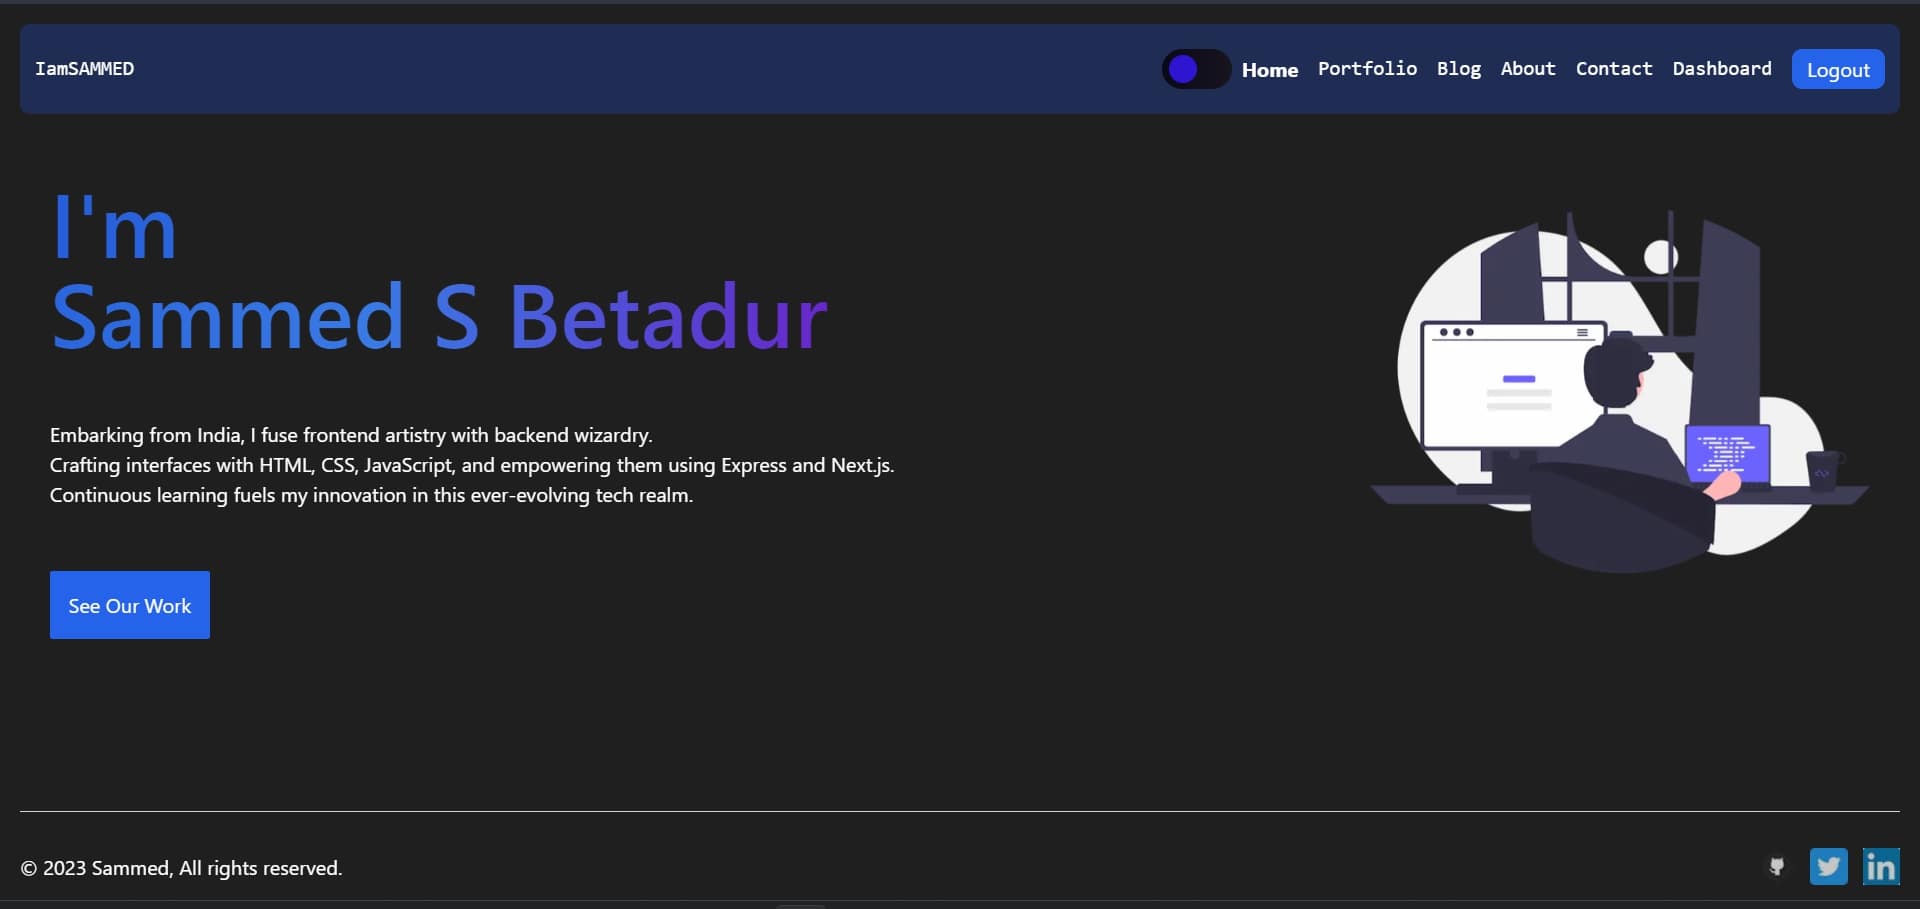 IamSAMMED
Home Portfolio Blog About Contact Dashboard Logout
I'm
Sammed S Betadur
Embarking from India, I fuse frontend artistry with backend wizardry.
Crafting interfaces with HTML, CSS, JavaScript, and empowering them using Express and Next.js.
Continuous learning fuels my innovation in this ever-evolving tech realm.
See Our Work
© 2023 Sammed, All rights reserved.
in